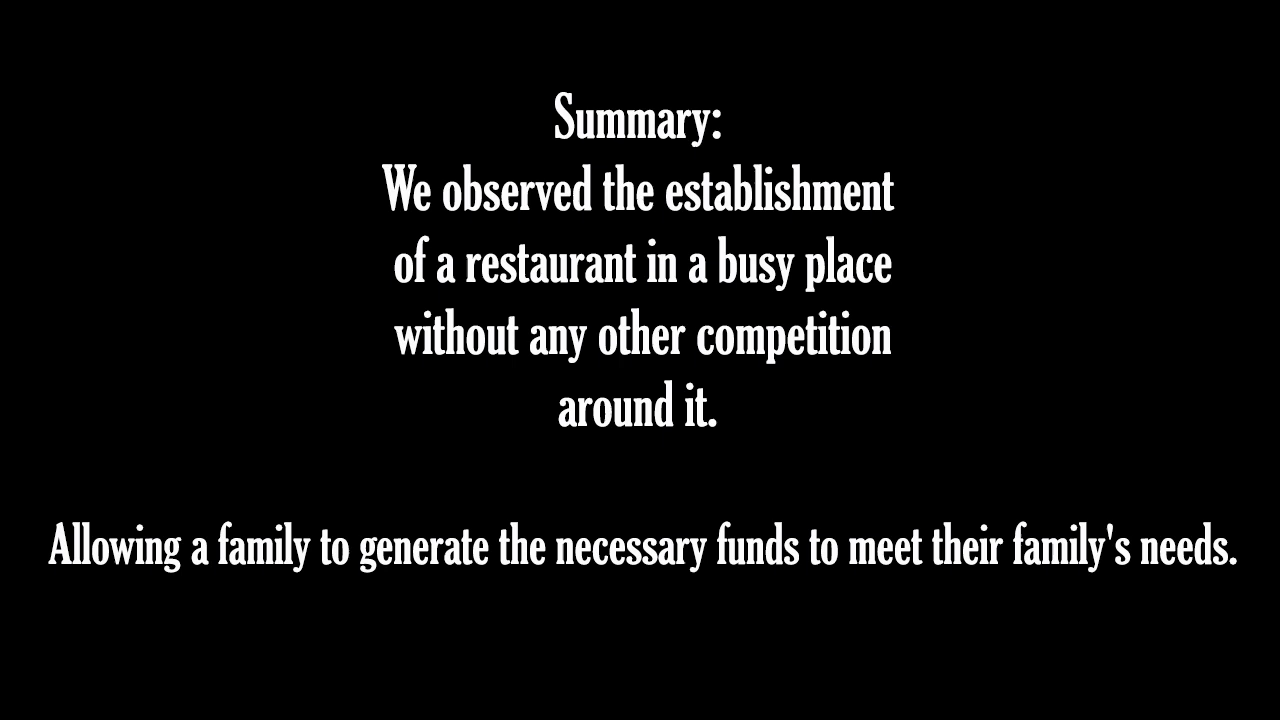 Summary:
We observed the establishment
of a restaurant in a busy place
without any other competition
around it.
Allowing a family to generate the necessary funds to meet their family's needs.